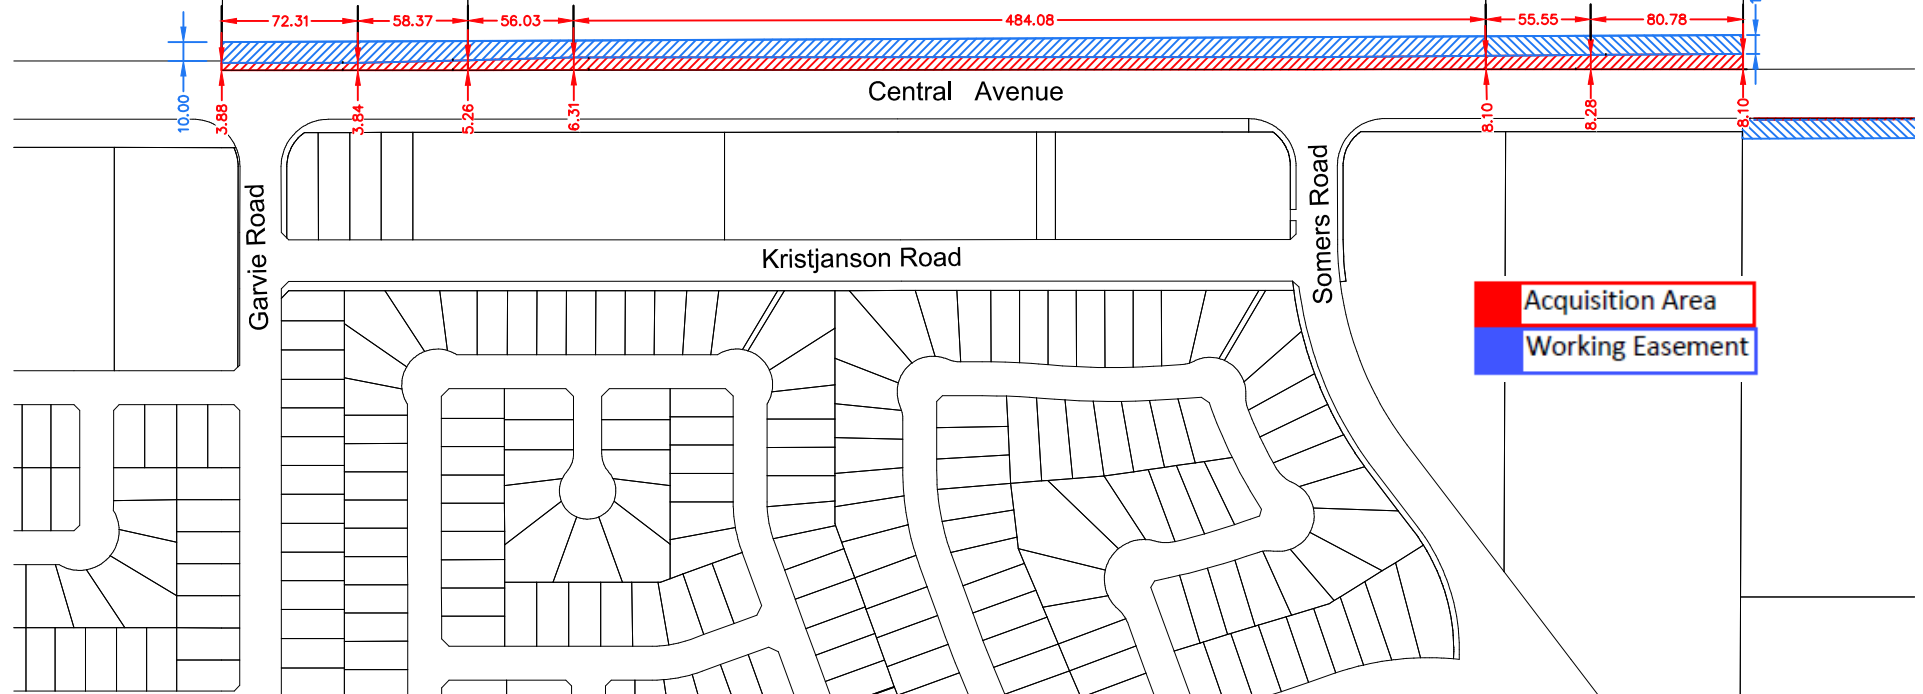 72.31 58.37 56.03 484.08 55.55 80.78
10.00 3.88 3.84 5.26 6.31 8.10 8.28 8.10
Central Avenue
Garvie Road
Somers Road
Kristjanson Road
Acquisition Area
Working Easement